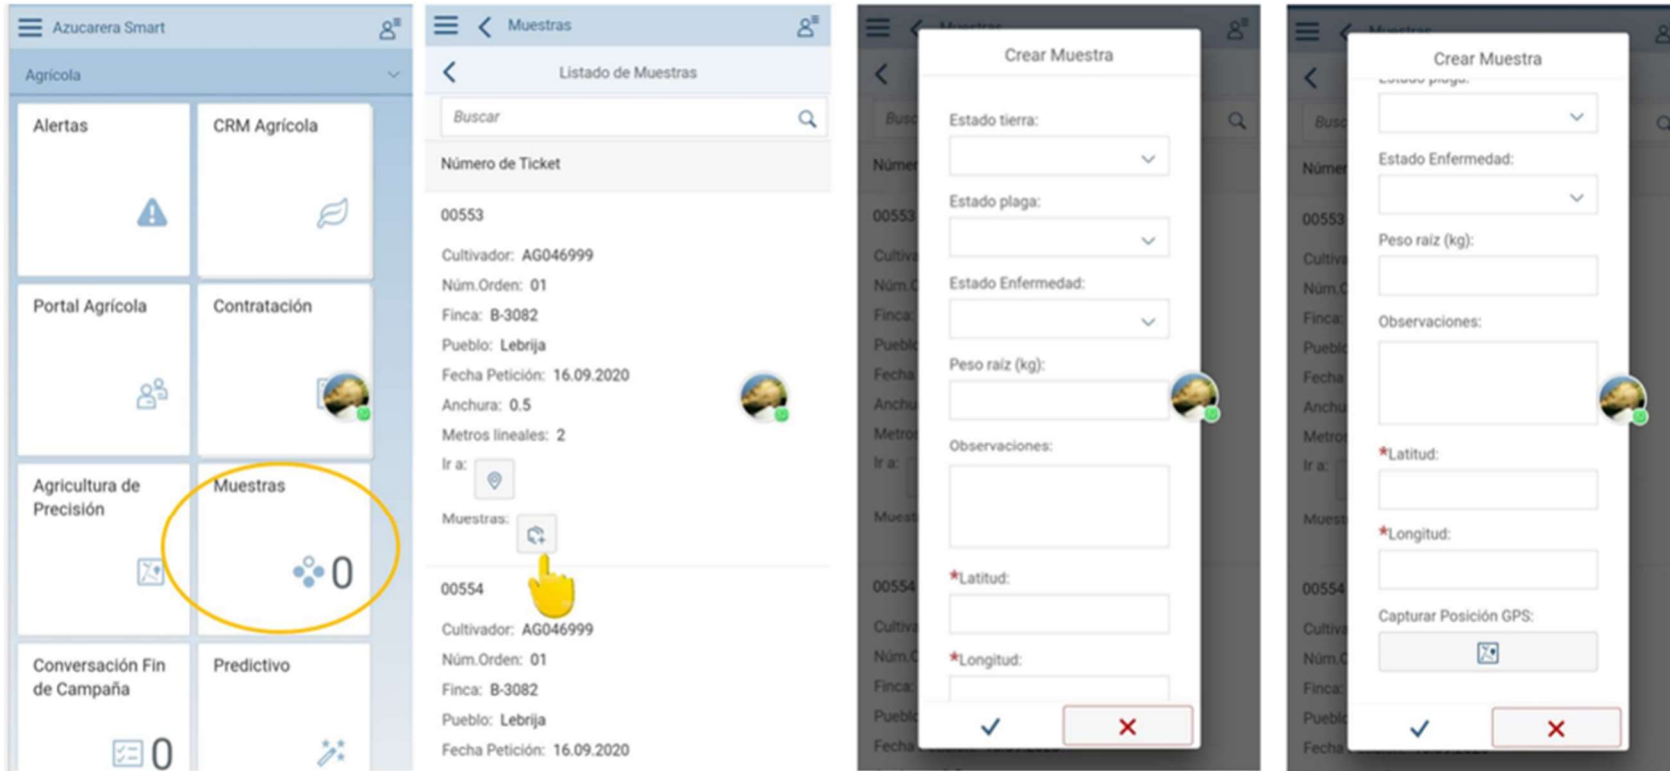 Azucarera Smart
Agrícola
Alertas
CRM Agrícola
Portal Agrícola
Contratación
Agricultura de
Precisión
Muestras
0
Conversación Fin
de Campaña
0
Predictivo
Muestras
Listado de Muestras
Buscar
Número de Ticket
00553
Cultivador: AG046999
Núm.Orden: 01
Finca: B-3082
Pueblo: Lebrija
Fecha Petición: 16.09.2020
Anchura: 0.5
Metros lineales: 2
Ir a:
Muestras:
00554
Cultivador: AG046999
Núm.Orden: 01
Finca: B-3082
Pueblo: Lebrija
Fecha Petición: 16.09.2020
Crear Muestra
Estado tierra:
Estado plaga:
Estado Enfermedad:
Peso raíz (kg):
Observaciones:
*Latitud:
*Longitud:
Crear Muestra
Estado plaga:
Estado Enfermedad:
Peso raíz (kg):
Observaciones:
*Latitud:
*Longitud:
Capturar Posición GPS: